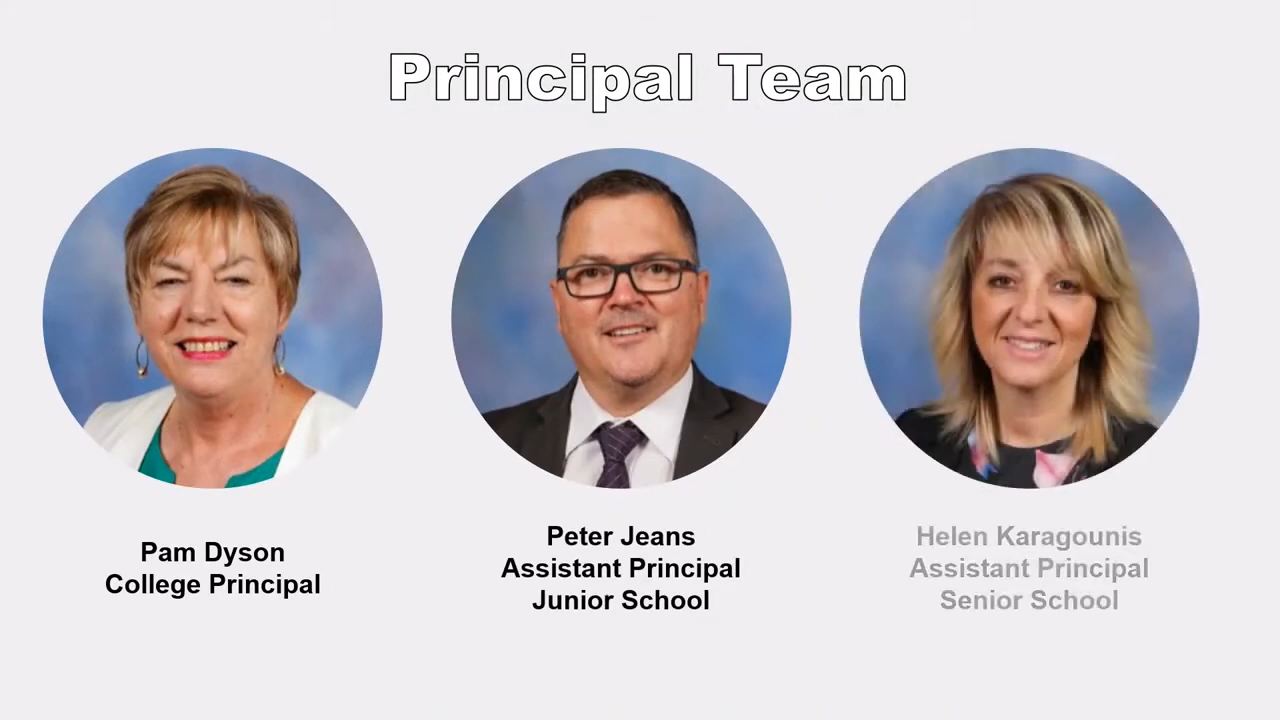 Principal Team
Pam Dyson
College Principal
Peter Jeans
Assistant Principal
Junior School
Helen Karagounis
Assistant Principal
Senior School